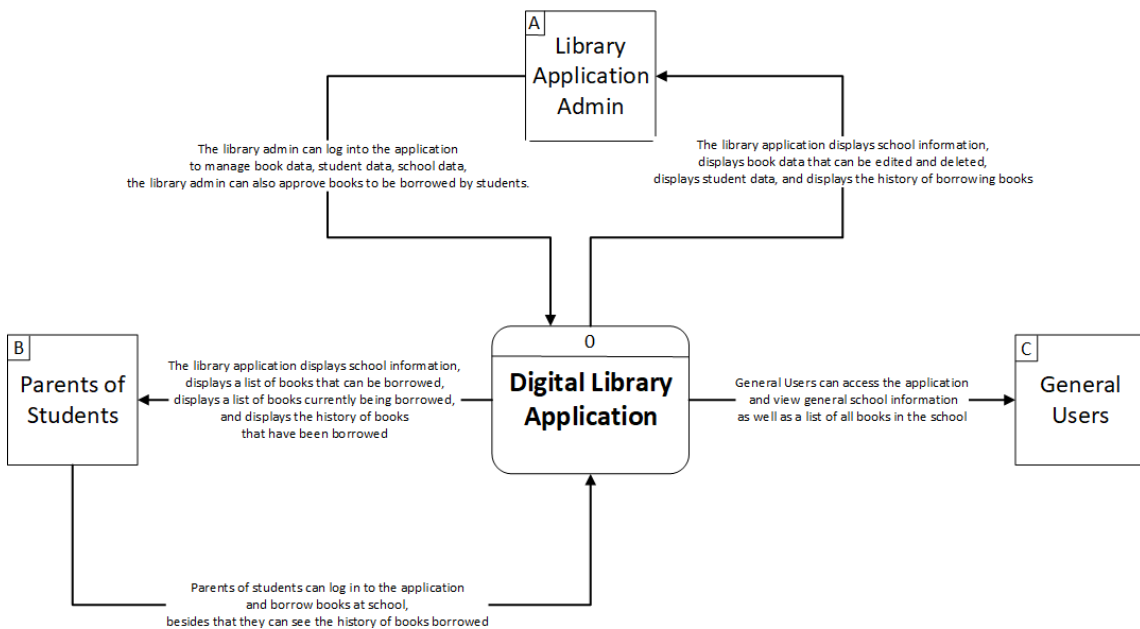 A
Library
Application
Admin
The library admin can log into the application
to manage book data, student data, school data,
the library admin can also approve books to be borrowed by students.
The library application displays school information,
displays book data that can be edited and deleted,
displays student data, and displays the history of borrowing books
B
Parents of
Students
The library application displays school information,
displays a list of books that can be borrowed,
displays a list of books currently being borrowed,
and displays the history of books
that have been borrowed
0
Digital Library
Application
General Users can access the application
and view general school information
as well as a list of all books in the school
C
General
Users
Parents of students can log in to the application
and borrow books at school,
besides that they can see the history of books borrowed